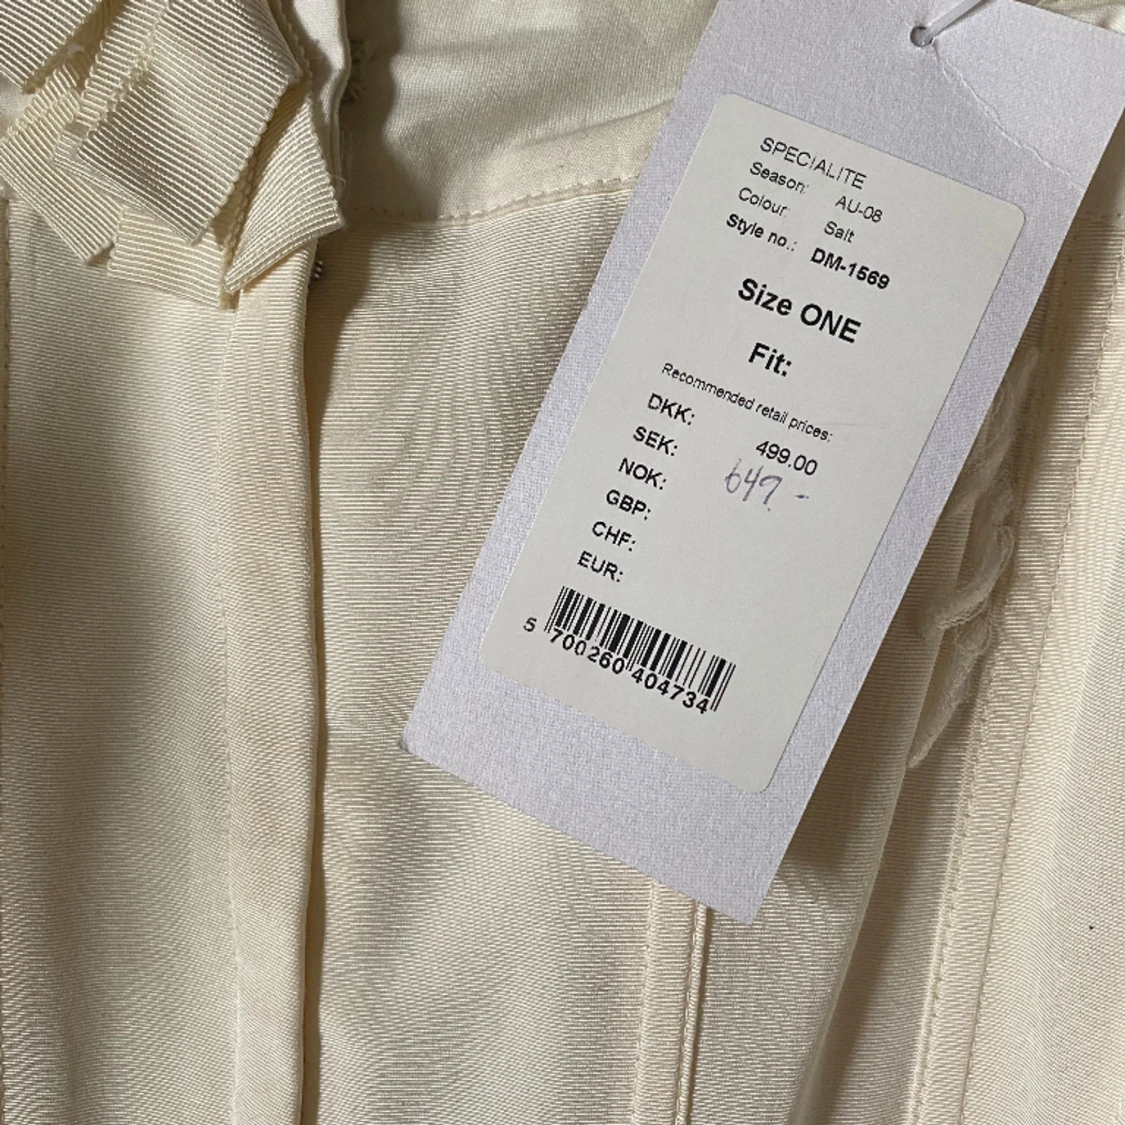 SPECIALITE
Season: AU-08
Colour: Salt
Style no.: DM-1569
Size ONE
Fit:
Recommended retail prices:
DKK: 499.00
SEK: 649 -
NOK:
GBP:
CHF:
EUR:
5 700260 404734